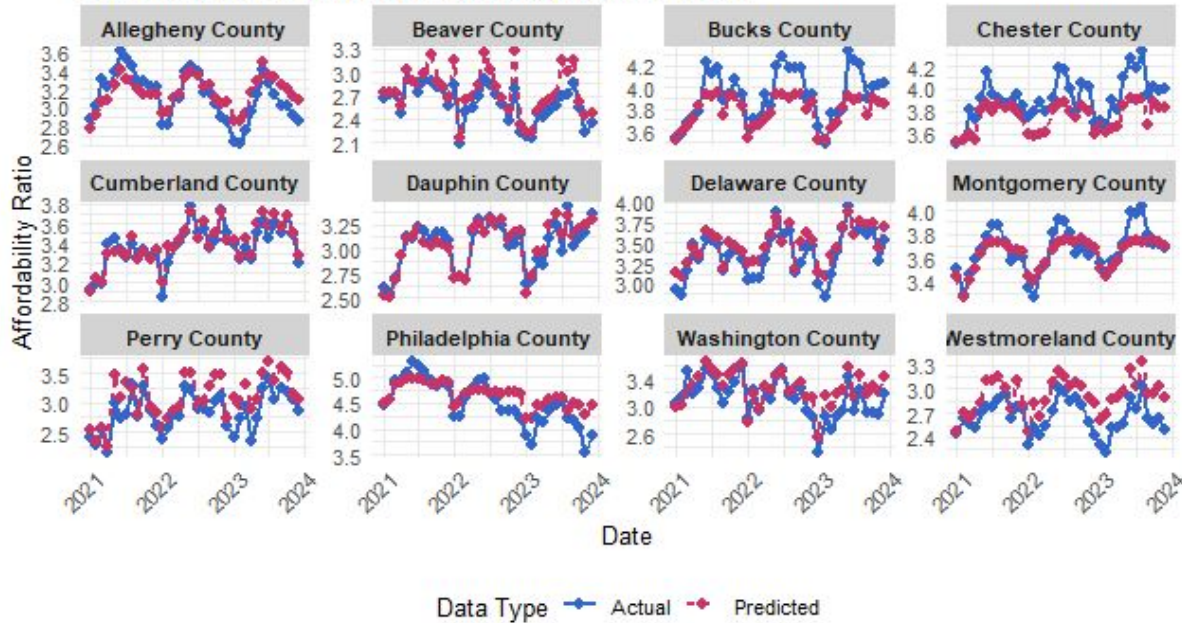 Allegheny County Beaver County Bucks County Chester County
3.6 3.4 3.2 3.0 2.8 2.6
3.3 3.0 2.7 2.4 2.1
4.2 4.0 3.8 3.6
4.2 4.0 3.8 3.6
Affordability Ratio
Cumberland County Dauphin County Delaware County Montgomery County
3.8 3.6 3.4 3.2 3.0 2.8
3.25 3.00 2.75 2.50
4.00 3.75 3.50 3.25 3.00
4.0 3.8 3.6 3.4
Perry County Philadelphia County Washington County Westmoreland County
3.5 3.0 2.5
5.0 4.5 4.0 3.5
3.4 3.0 2.6
3.3 3.0 2.7 2.4
2021 2022 2023 2024 2021 2022 2023 2024 2021 2022 2023 2024 2021 2022 2023 2024
Date
Data Type Actual Predicted